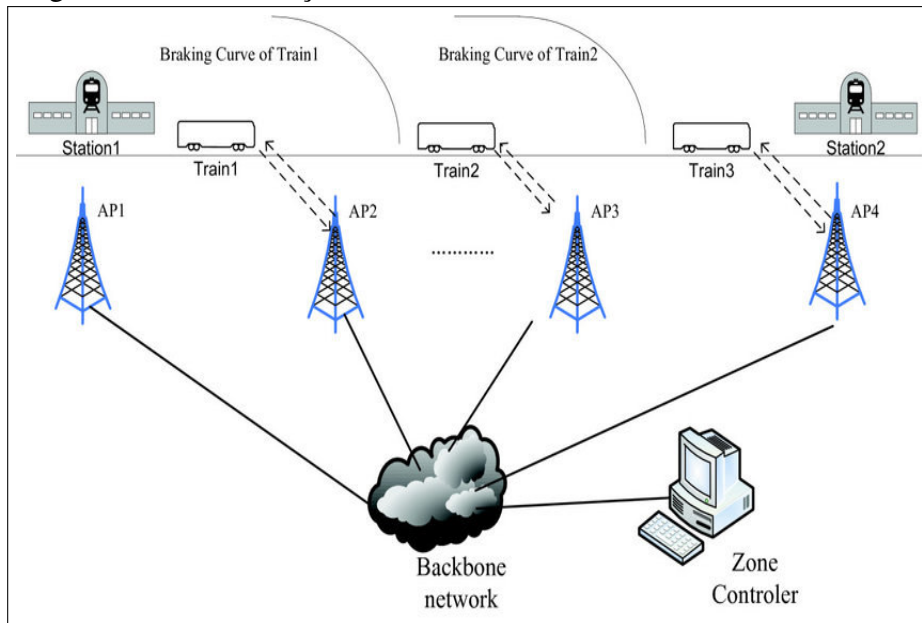 Braking Curve of Train1
Braking Curve of Train2
Station1
Train1
Train2
Train3
Station2
AP1
AP2
AP3
AP4
............
Backbone
network
Zone
Controler